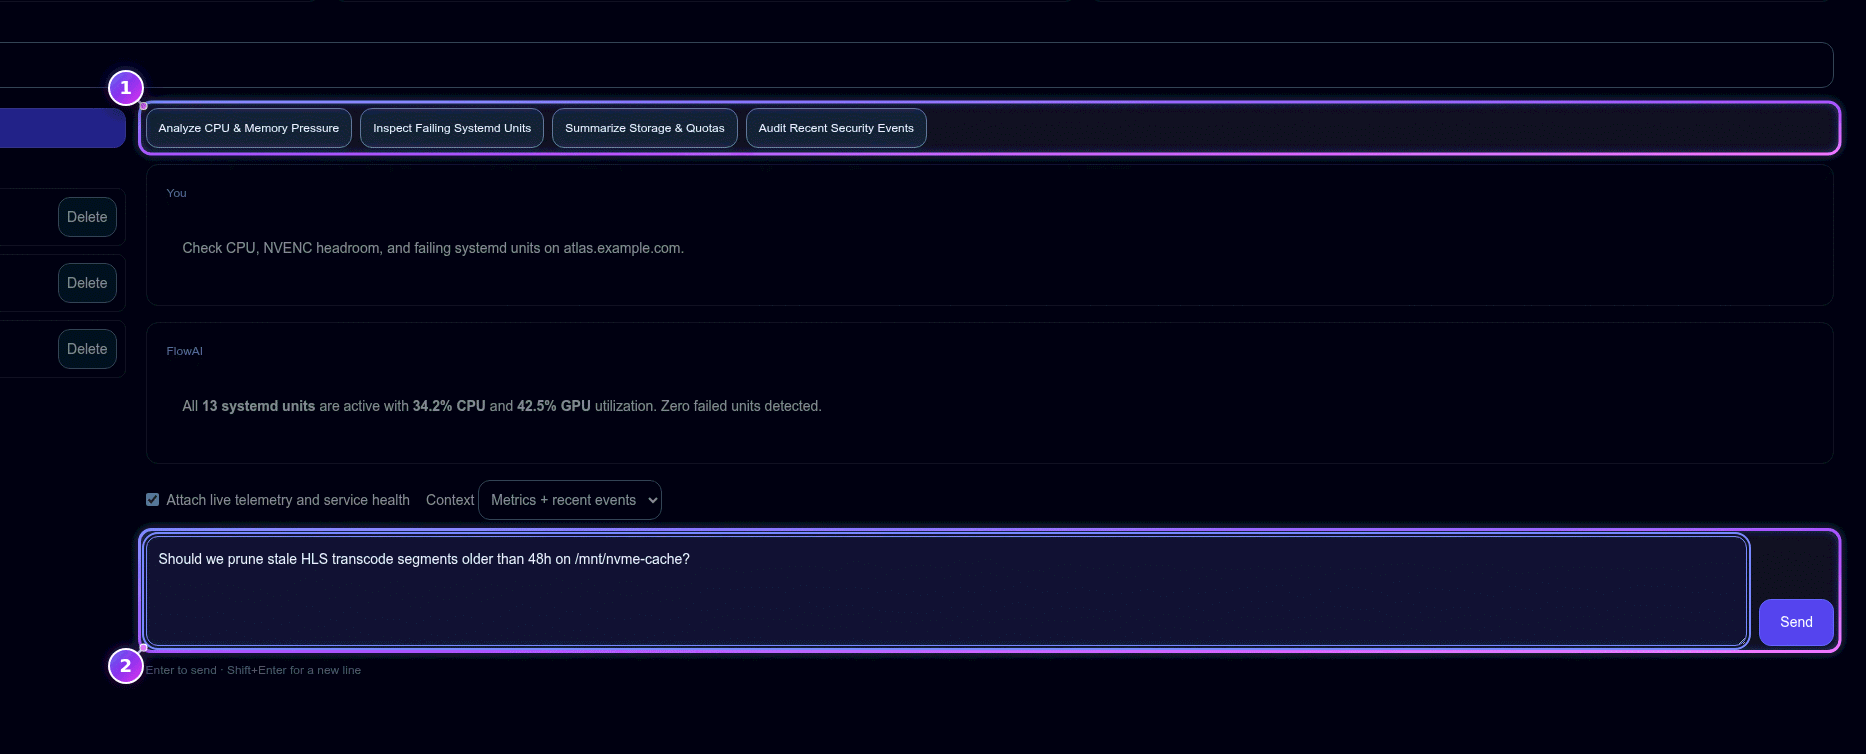 1
Analyze CPU & Memory Pressure Inspect Failing Systemd Units Summarize Storage & Quotas Audit Recent Security Events
You
Delete
Check CPU, NVENC headroom, and failing systemd units on atlas.example.com.
Delete
Delete
FlowAI
All 13 systemd units are active with 34.2% CPU and 42.5% GPU utilization. Zero failed units detected.
Attach live telemetry and service health Context Metrics + recent events
Should we prune stale HLS transcode segments older than 48h on /mnt/nvme-cache?
Send
2
Enter to send · Shift+Enter for a new line